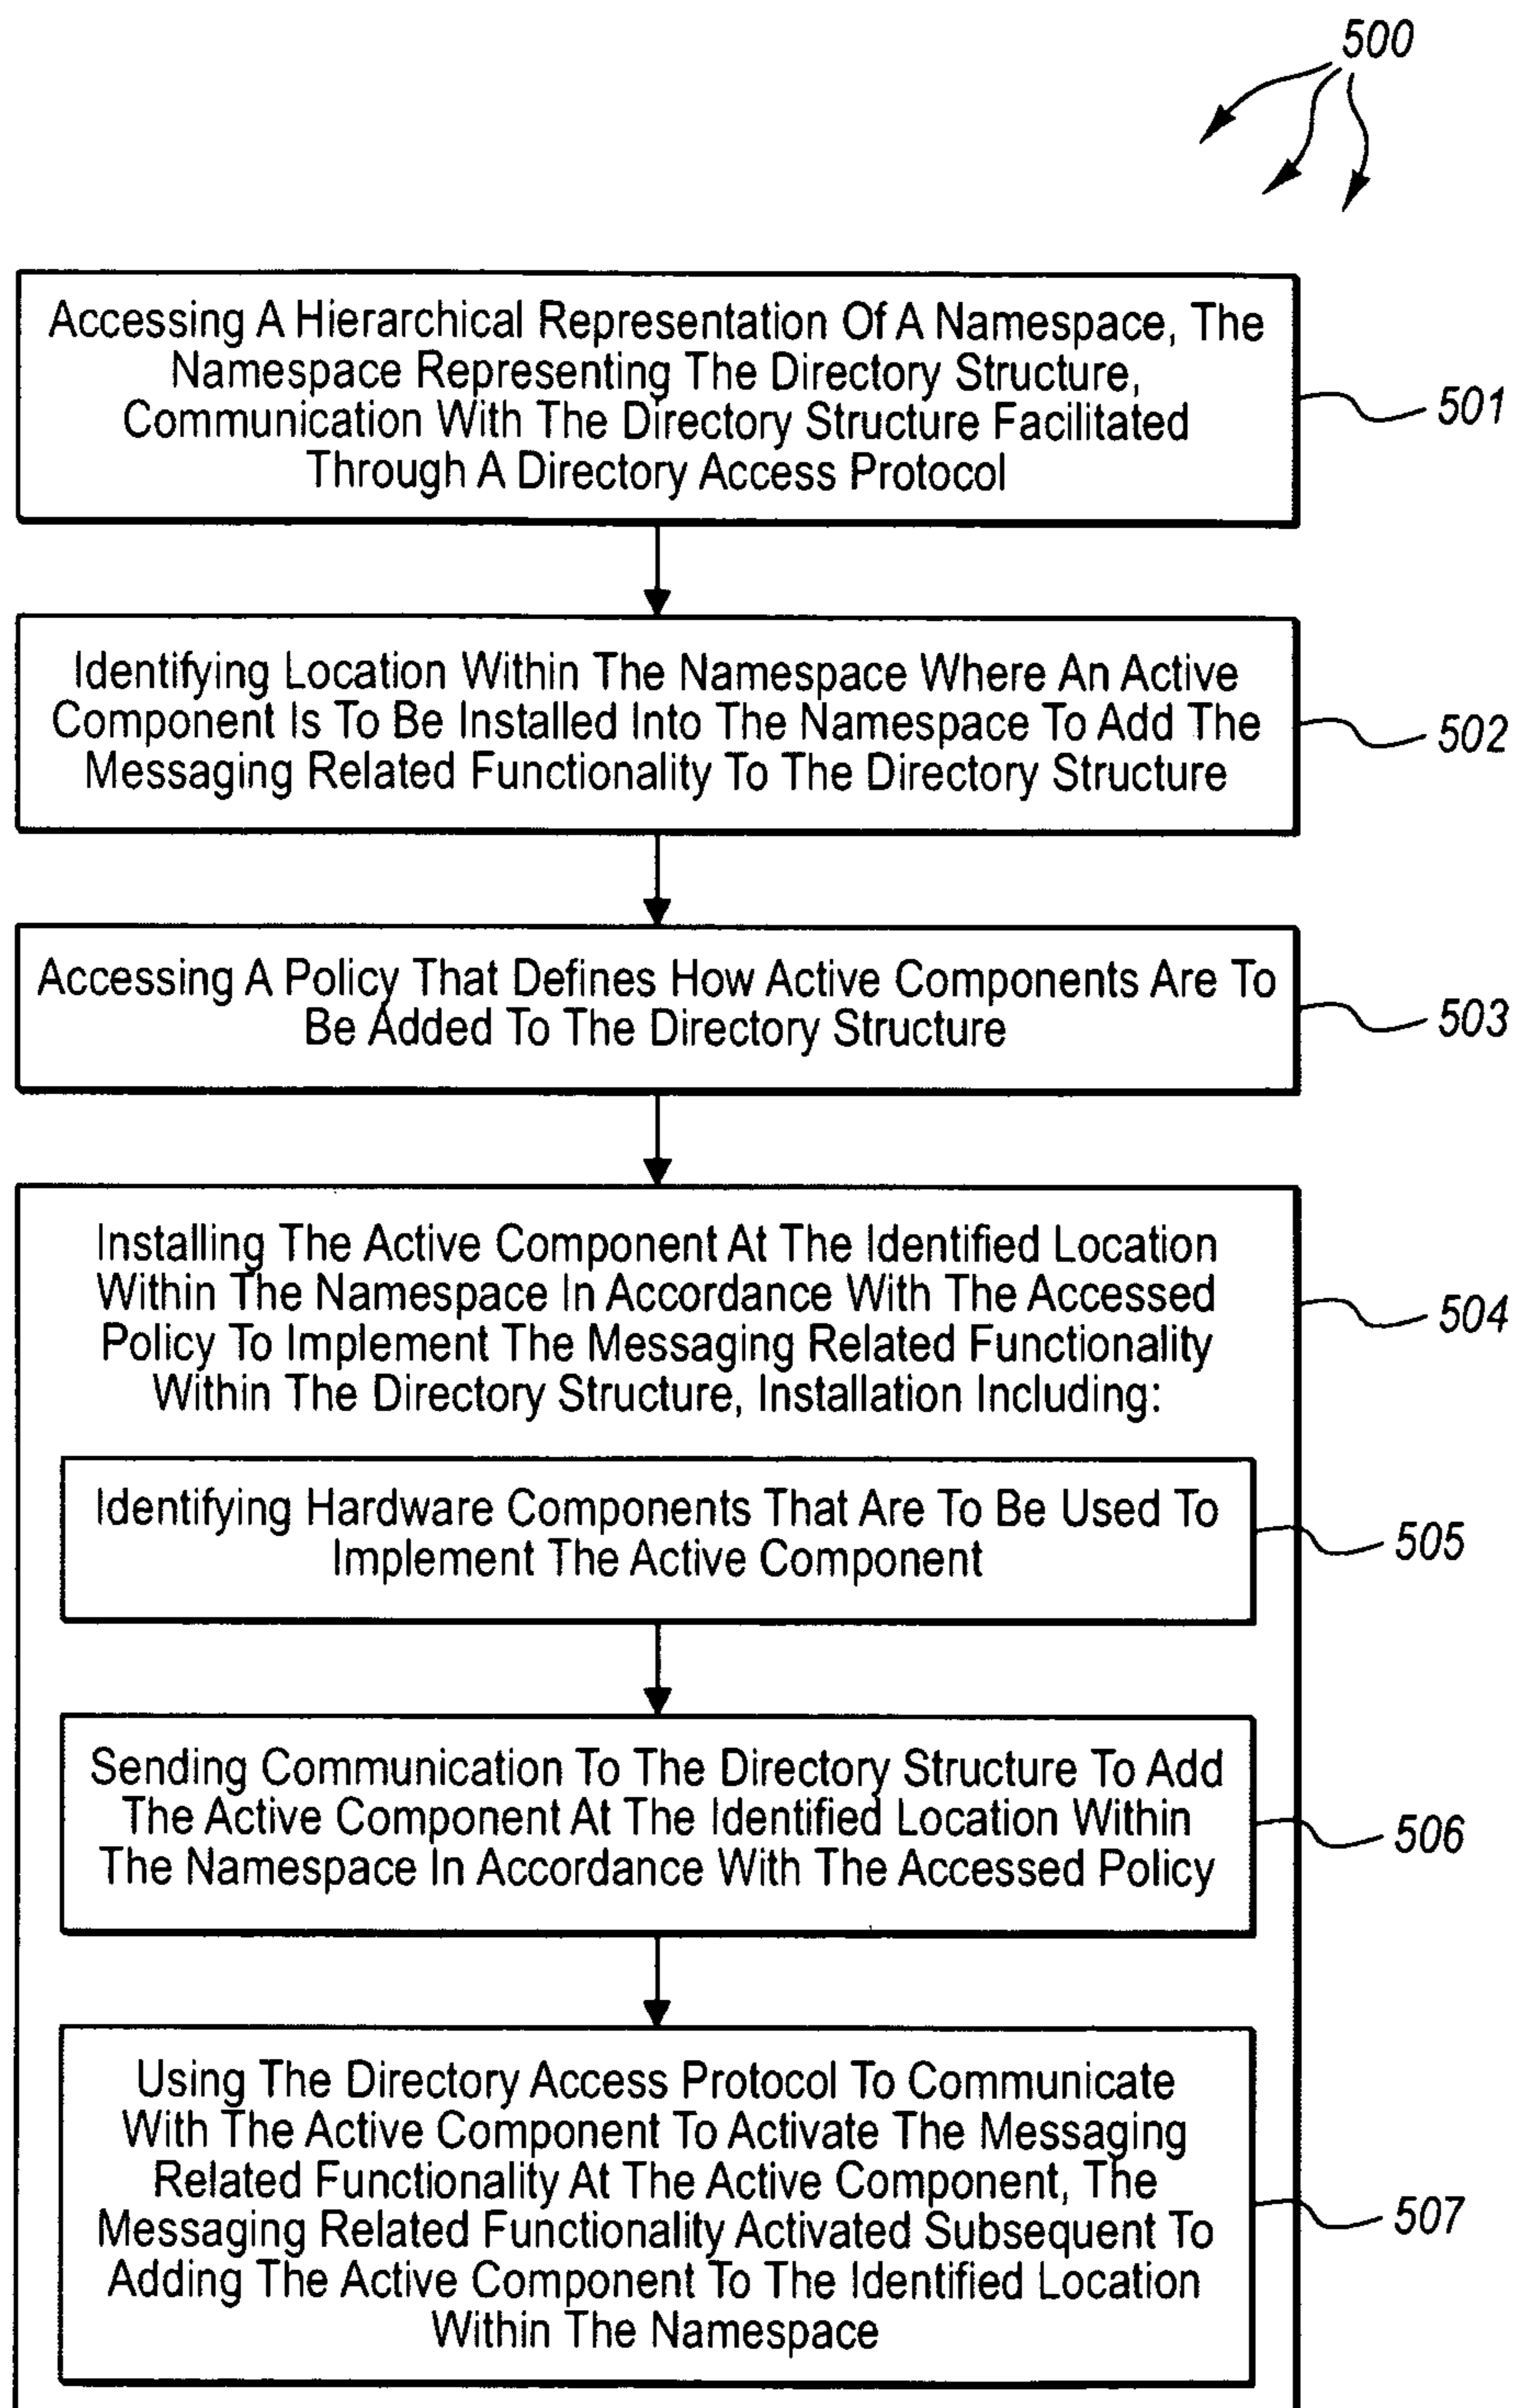 500
Accessing A Hierarchical Representation Of A Namespace, The
Namespace Representing The Directory Structure,
Communication With The Directory Structure Facilitated
Through A Directory Access Protocol
501
Identifying Location Within The Namespace Where An Active
Component Is To Be Installed Into The Namespace To Add The
Messaging Related Functionality To The Directory Structure
502
Accessing A Policy That Defines How Active Components Are To
Be Added To The Directory Structure
503
Installing The Active Component At The Identified Location
Within The Namespace In Accordance With The Accessed
Policy To Implement The Messaging Related Functionality
Within The Directory Structure, Installation Including:
504
Identifying Hardware Components That Are To Be Used To
Implement The Active Component
505
Sending Communication To The Directory Structure To Add
The Active Component At The Identified Location Within
The Namespace In Accordance With The Accessed Policy
506
Using The Directory Access Protocol To Communicate
With The Active Component To Activate The Messaging
Related Functionality At The Active Component, The
Messaging Related Functionality Activated Subsequent To
Adding The Active Component To The Identified Location
Within The Namespace
507